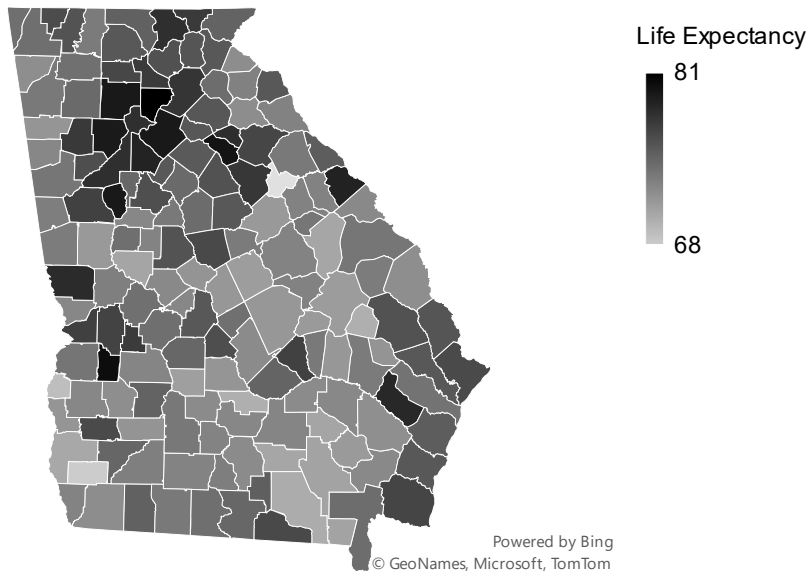 Life Expectancy
81
68
Powered by Bing
© GeoNames, Microsoft, TomTom